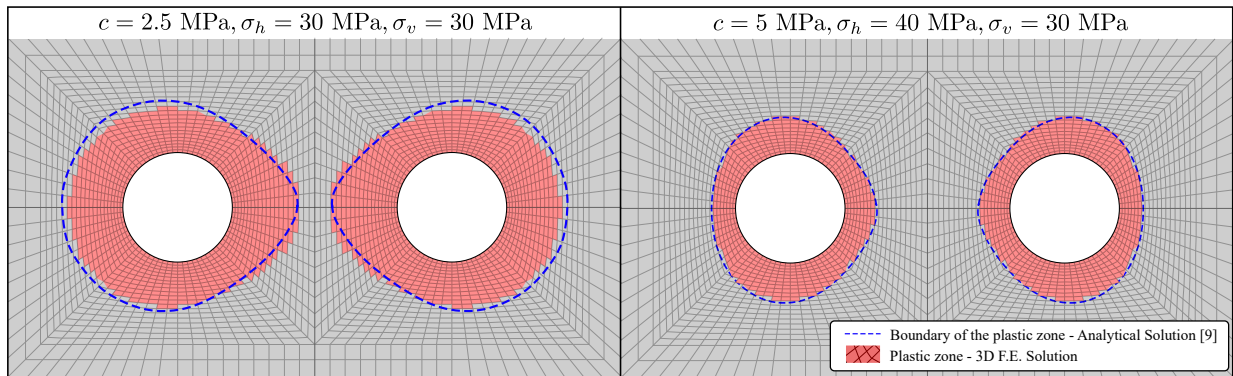 c = 2.5 MPa, σ_h = 30 MPa, σ_v = 30 MPa
c = 5 MPa, σ_h = 40 MPa, σ_v = 30 MPa
Boundary of the plastic zone - Analytical Solution [9]
Plastic zone - 3D F.E. Solution